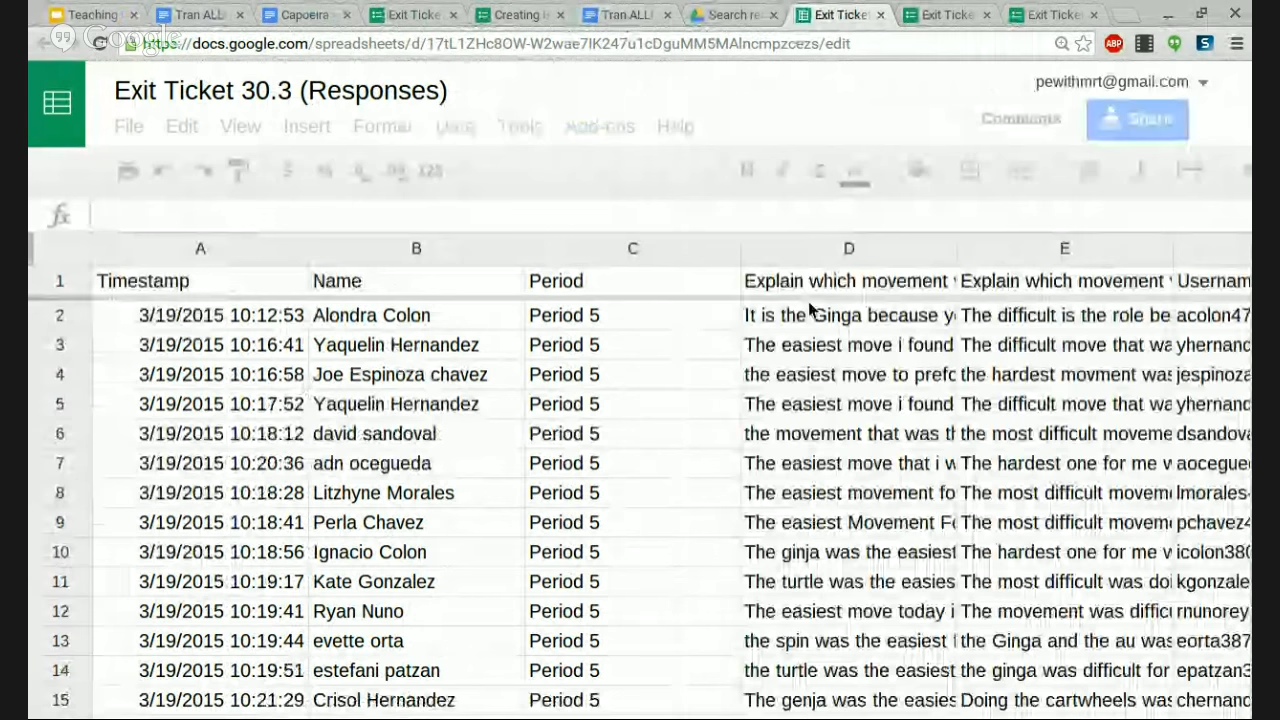 Teaching Tran ALL Capoeira Exit Ticke Creating i Tran ALL Search re Exit Ticke Exit Ticke Exit Ticke
Google
https://docs.google.com/spreadsheets/d/17tL1ZHc8OW-W2wae7IK247u1cDguMM5MAlncmpzcezs/edit ABP S
Exit Ticket 30.3 (Responses) pewithmrt@gmail.com
File Edit View Insert Format Data Tools Add-ons Help Comments Share
$ % .0 .00 123
fx
A B C D E
1 Timestamp Name Period Explain which movement Explain which movement Usernam
2 3/19/2015 10:12:53 Alondra Colon Period 5 It is the Ginga because y The difficult is the role be acolon47
3 3/19/2015 10:16:41 Yaquelin Hernandez Period 5 The easiest move i found The difficult move that wa yhernand
4 3/19/2015 10:16:58 Joe Espinoza chavez Period 5 the easiest move to prefo the hardest movment was jespinoza
5 3/19/2015 10:17:52 Yaquelin Hernandez Period 5 The easiest move i found The difficult move that wa yhernand
6 3/19/2015 10:18:12 david sandoval Period 5 the movement that was th the most difficult moveme dsandova
7 3/19/2015 10:20:36 adn ocegueda Period 5 The easiest move that i w The hardest one for me w aocegue
8 3/19/2015 10:18:28 Litzhyne Morales Period 5 The easiest movement fo The most difficult movem lmorales
9 3/19/2015 10:18:41 Perla Chavez Period 5 The easiest Movement Fo The most difficult movem pchavez4
10 3/19/2015 10:18:56 Ignacio Colon Period 5 The ginja was the easiest The hardest one for me w icolon380
11 3/19/2015 10:19:17 Kate Gonzalez Period 5 The turtle was the easies The most difficult was doi kgonzale
12 3/19/2015 10:19:41 Ryan Nuno Period 5 The easiest move today i The movement was difficu rnunorey
13 3/19/2015 10:19:44 evette orta Period 5 the spin was the easiest the Ginga and the au was eorta387
14 3/19/2015 10:19:51 estefani patzan Period 5 the turtle was the easiest the ginga was difficult for epatzan3
15 3/19/2015 10:21:29 Crisol Hernandez Period 5 The genja was the easies Doing the cartwheels was chernand